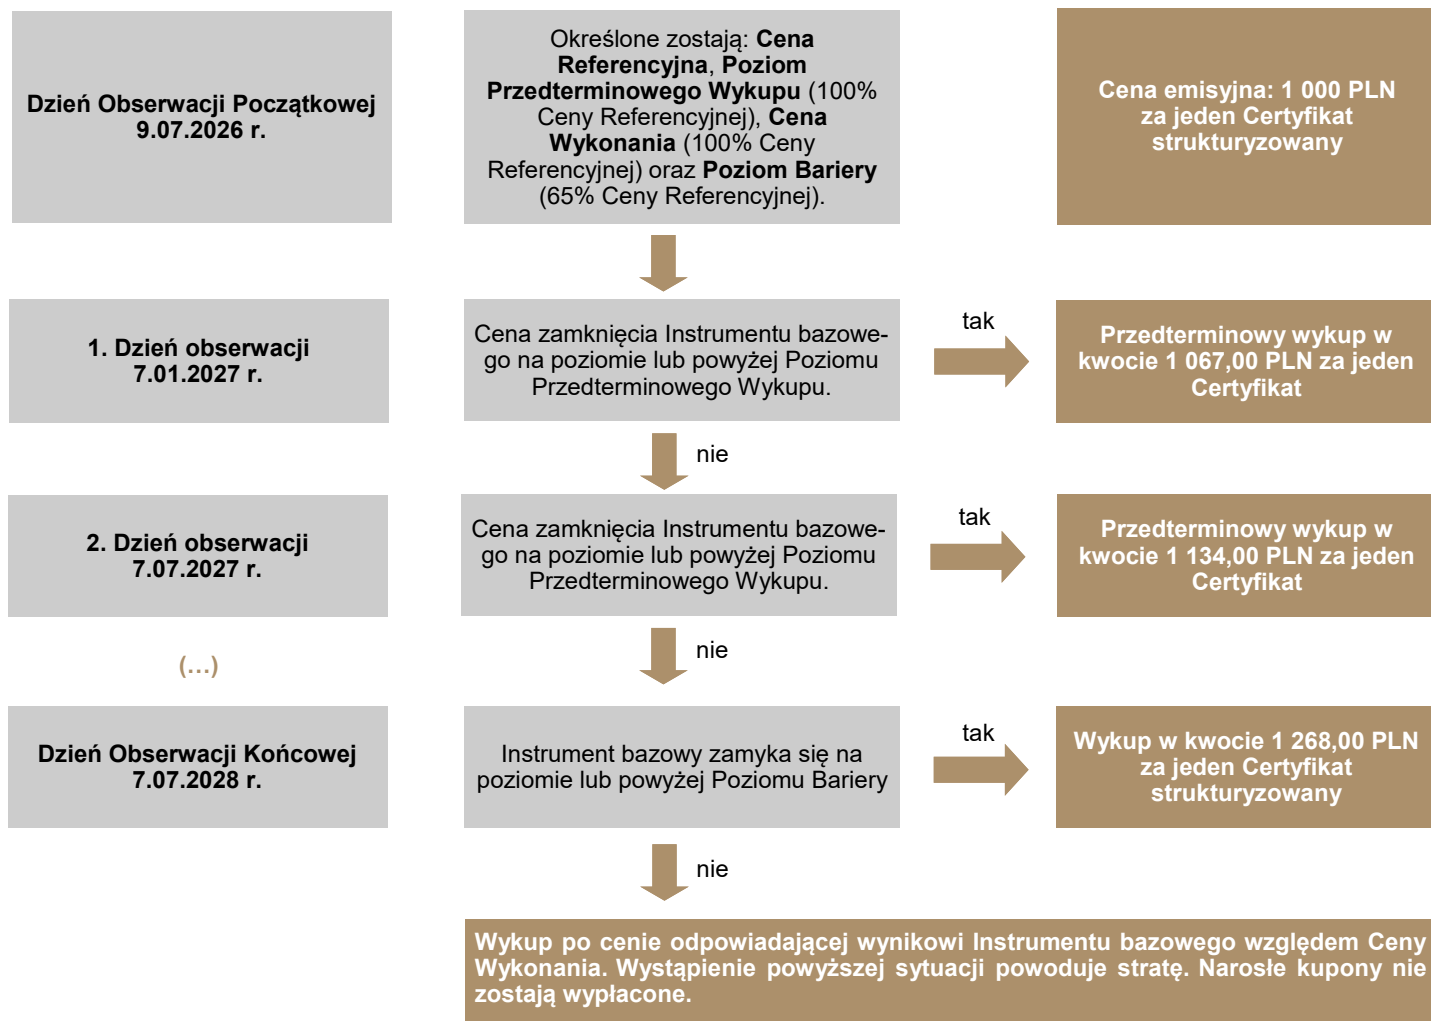 Dzień Obserwacji Początkowej
9.07.2026 r.
Określone zostają: Cena
Referencyjna, Poziom
Przedterminowego Wykupu (100%
Ceny Referencyjnej), Cena
Wykonania (100% Ceny
Referencyjnej) oraz Poziom Bariery
(65% Ceny Referencyjnej).
Cena emisyjna: 1 000 PLN
za jeden Certyfikat
strukturyzowany
1. Dzień obserwacji
7.01.2027 r.
Cena zamknięcia Instrumentu bazowe-
go na poziomie lub powyżej Poziomu
Przedterminowego Wykupu.
tak
Przedterminowy wykup w
kwocie 1 067,00 PLN za jeden
Certyfikat
nie
2. Dzień obserwacji
7.07.2027 r.
Cena zamknięcia Instrumentu bazowe-
go na poziomie lub powyżej Poziomu
Przedterminowego Wykupu.
tak
Przedterminowy wykup w
kwocie 1 134,00 PLN za jeden
Certyfikat
nie
(...)
Dzień Obserwacji Końcowej
7.07.2028 r.
Instrument bazowy zamyka się na
poziomie lub powyżej Poziomu Bariery
tak
Wykup w kwocie 1 268,00 PLN
za jeden Certyfikat
strukturyzowany
nie
Wykup po cenie odpowiadającej wynikowi Instrumentu bazowego względem Ceny
Wykonania. Wystąpienie powyższej sytuacji powoduje stratę. Narosłe kupony nie
zostają wypłacone.